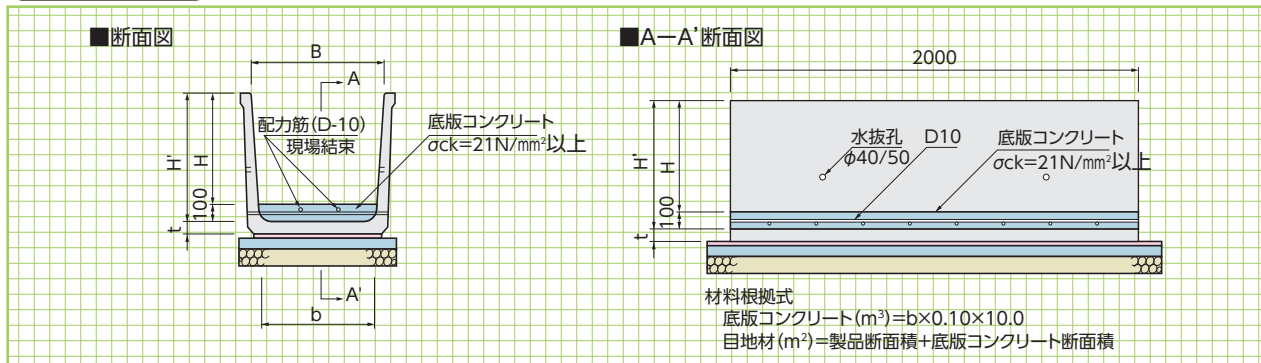 ■断面図
B
A
配力筋(D-10)
現場結束
底版コンクリート
σck=21N/mm²以上
H'
H
100
t
A'
b
■A－A'断面図
2000
水抜孔
φ40/50
D10
底版コンクリート
σck=21N/mm²以上
H'
H
100
t
材料根拠式
底版コンクリート(m³)=b×0.10×10.0
目地材(m²)=製品断面積+底版コンクリート断面積